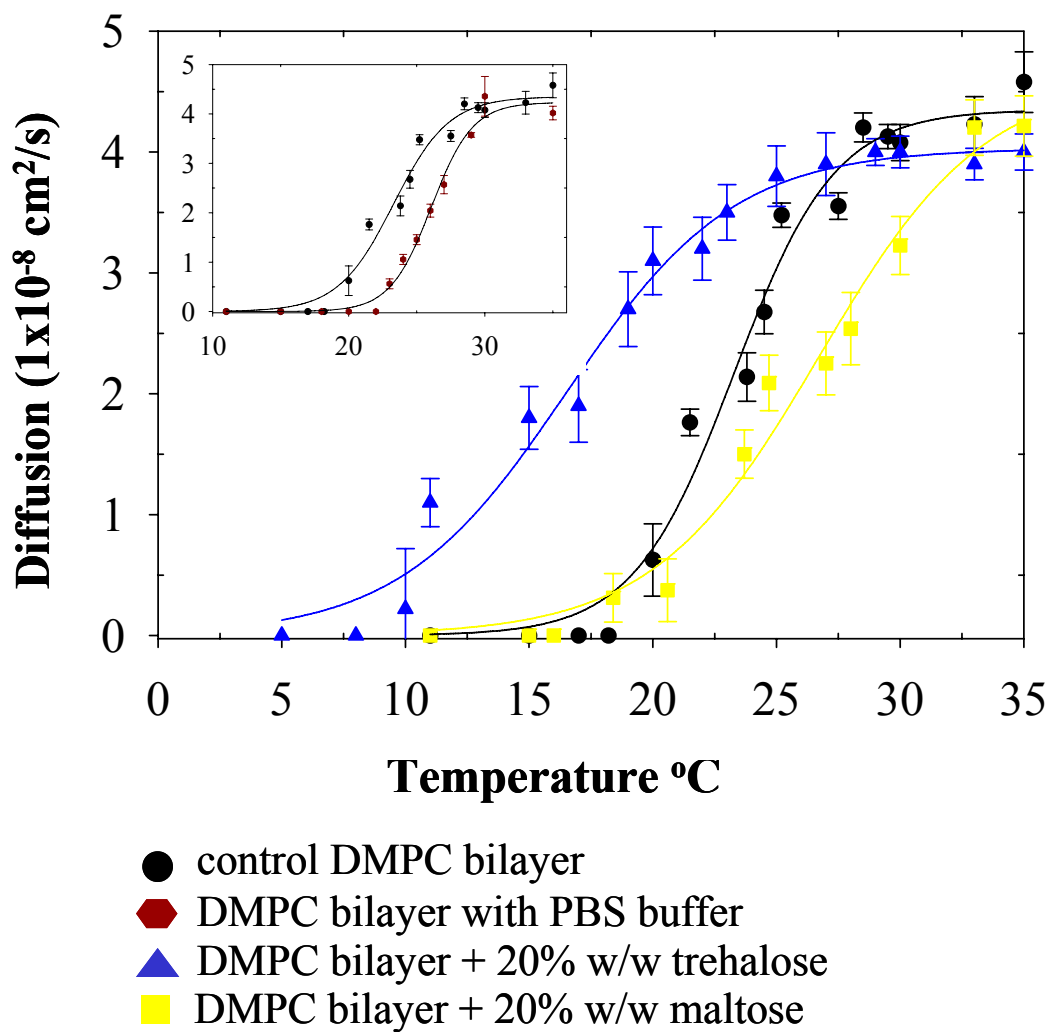 5
4
3
2
1
0
5
4
3
2
1
0
10 20 30
0 5 10 15 20 25 30 35
Diffusion (1x10⁻⁸ cm²/s)
Temperature °C
control DMPC bilayer
DMPC bilayer with PBS buffer
DMPC bilayer + 20% w/w trehalose
DMPC bilayer + 20% w/w maltose